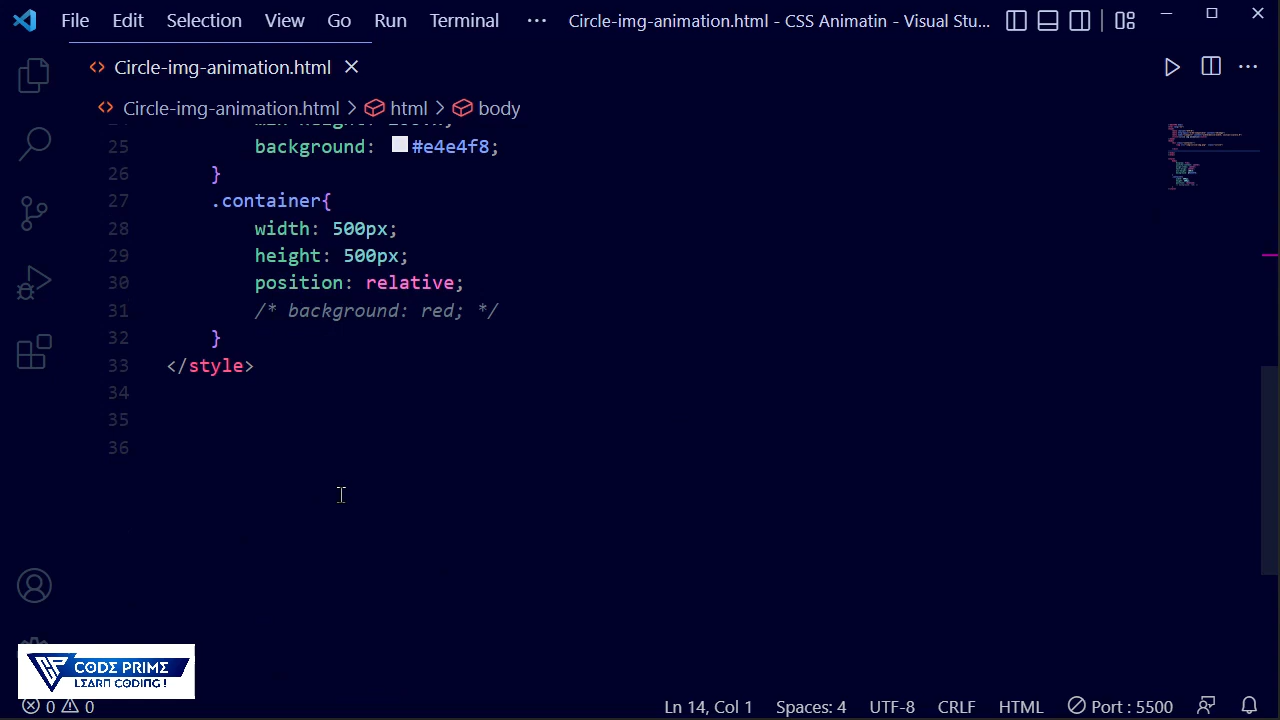 File Edit Selection View Go Run Terminal ··· Circle-img-animation.html - CSS Animatin - Visual Stu...
<> Circle-img-animation.html ×
<> Circle-img-animation.html > html > body
25 background: #e4e4f8;
26 }
27 .container{
28 width: 500px;
29 height: 500px;
30 position: relative;
31 /* background: red; */
32 }
33 </style>
34
35
36
CODE PRIME
LEARN CODING !
0 0 Ln 14, Col 1 Spaces: 4 UTF-8 CRLF HTML Port : 5500